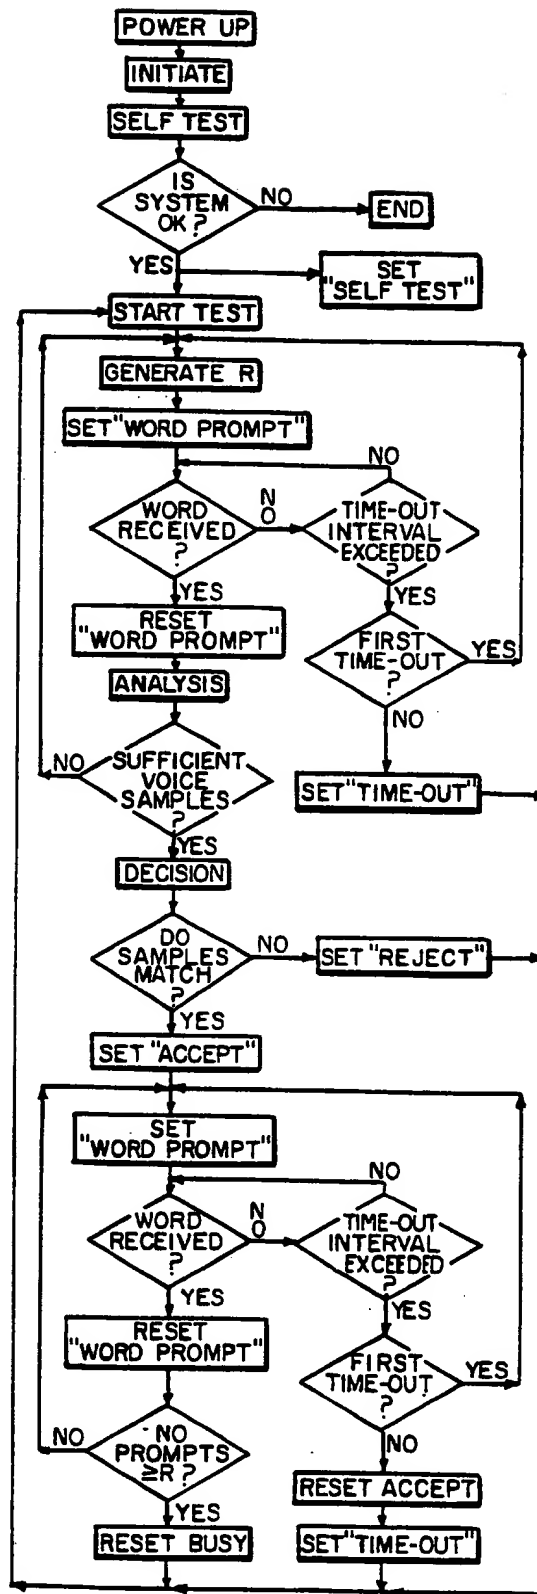 POWER UP
INITIATE
SELF TEST
IS
SYSTEM
OK?
NO
END
YES
SET
"SELF TEST"
START TEST
GENERATE R
SET "WORD PROMPT"
NO
WORD
RECEIVED
?
NO
TIME-OUT
INTERVAL
EXCEEDED
?
YES
YES
RESET
"WORD PROMPT"
FIRST
TIME-OUT
?
YES
ANALYSIS
NO
NO
SUFFICIENT
VOICE
SAMPLES
?
SET "TIME-OUT"
YES
DECISION
DO
SAMPLES
MATCH
?
NO
SET "REJECT"
YES
SET "ACCEPT"
SET
"WORD PROMPT"
NO
WORD
RECEIVED
?
NO
TIME-OUT
INTERVAL
EXCEEDED
?
YES
YES
RESET
"WORD PROMPT"
FIRST
TIME-OUT
?
YES
NO
NO
PROMPTS
≥R?
NO
YES
RESET ACCEPT
RESET BUSY
SET "TIME-OUT"